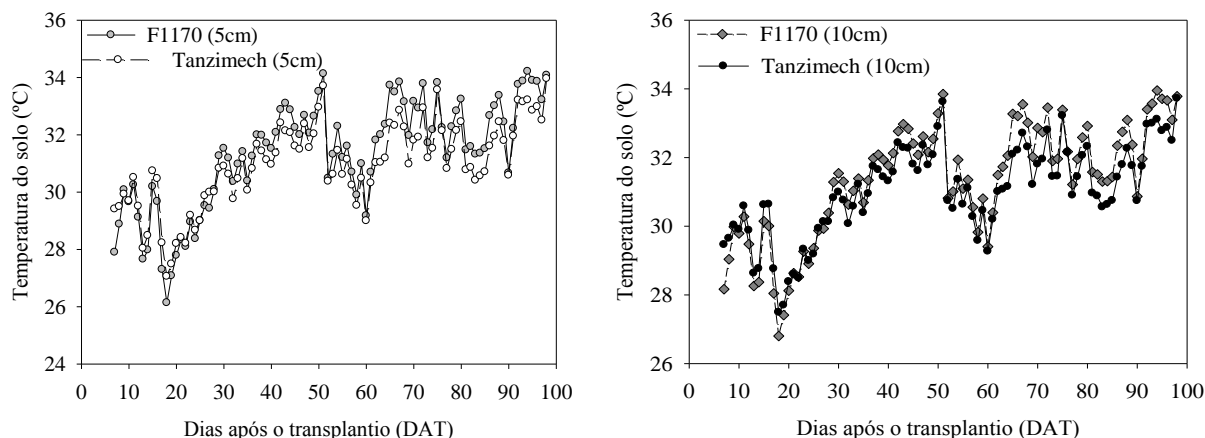 36
34
32
30
28
26
24
Temperatura do solo (ºC)
F1170 (5cm)
Tanzimech (5cm)
0 10 20 30 40 50 60 70 80 90 100
Dias após o transplantio (DAT)
36
34
32
30
28
26
Temperatura do solo (ºC)
F1170 (10cm)
Tanzimech (10cm)
0 10 20 30 40 50 60 70 80 90 100
Dias após o transplantio (DAT)